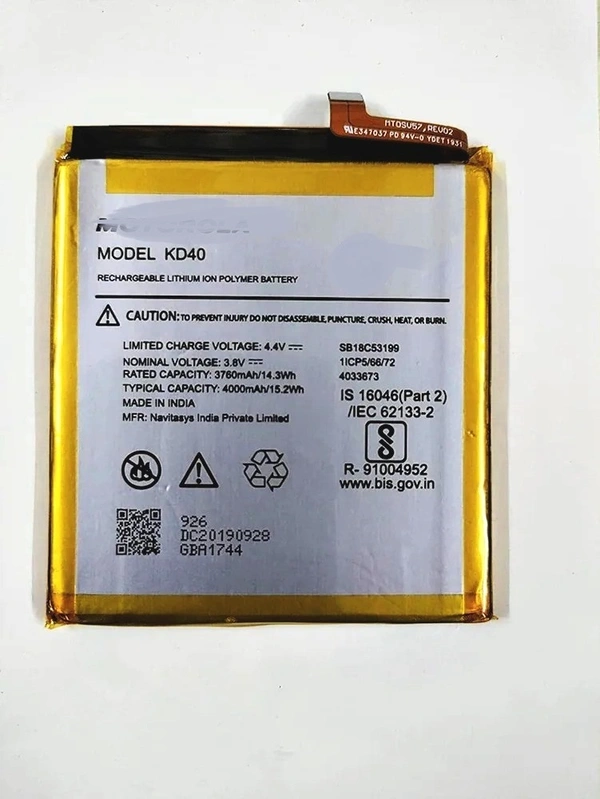 MTOSU57,REV02
E347037 PD 94V-0 YDET 1931
MOTOROLA
MODEL KD40
RECHARGEABLE LITHIUM ION POLYMER BATTERY
CAUTION: TO PREVENT INJURY DO NOT DISASSEMBLE, PUNCTURE, CRUSH, HEAT, OR BURN.
LIMITED CHARGE VOLTAGE: 4.4V
NOMINAL VOLTAGE: 3.8V
RATED CAPACITY: 3760mAh/14.3Wh
TYPICAL CAPACITY: 4000mAh/15.2Wh
MADE IN INDIA
MFR: Navitasys India Private Limited
SB18C53199
1ICP5/66/72
4033673
IS 16046(Part 2)
/IEC 62133-2
R- 91004952
www.bis.gov.in
926
DC20190928
GBA1744